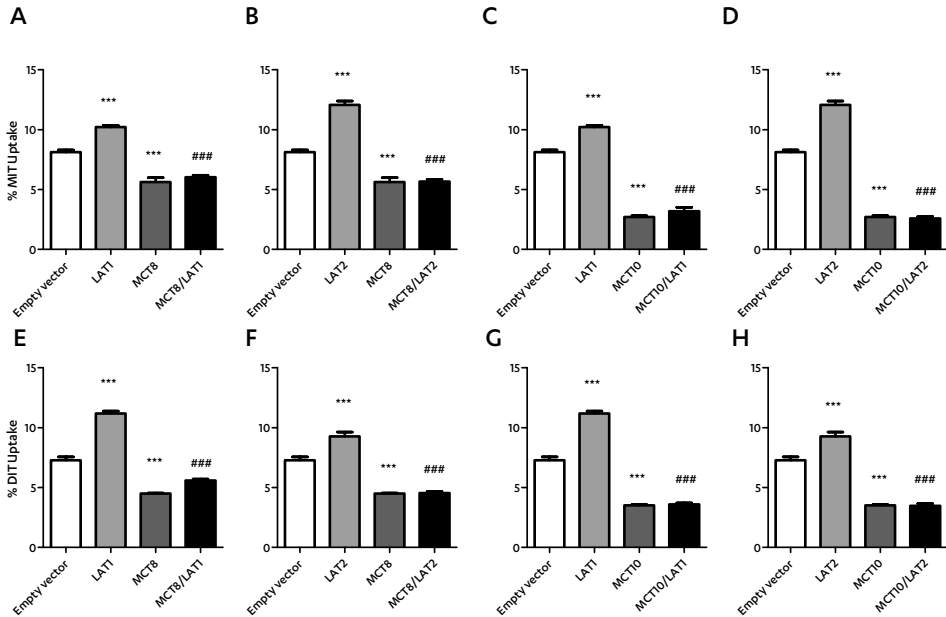 A
B
C
D
% MIT Uptake
15
10
5
0
***
***
###
Empty vector
LAT1
MCT8
MCT8/LAT1
15
10
5
0
***
***
###
Empty vector
LAT2
MCT8
MCT8/LAT2
15
10
5
0
***
***
###
Empty vector
LAT1
MCT10
MCT10/LAT1
15
10
5
0
***
***
###
Empty vector
LAT2
MCT10
MCT10/LAT2
E
F
G
H
% DIT Uptake
15
10
5
0
***
***
###
Empty vector
LAT1
MCT8
MCT8/LAT1
15
10
5
0
***
***
###
Empty vector
LAT2
MCT8
MCT8/LAT2
15
10
5
0
***
***
###
Empty vector
LAT1
MCT10
MCT10/LAT1
15
10
5
0
***
***
###
Empty vector
LAT2
MCT10
MCT10/LAT2